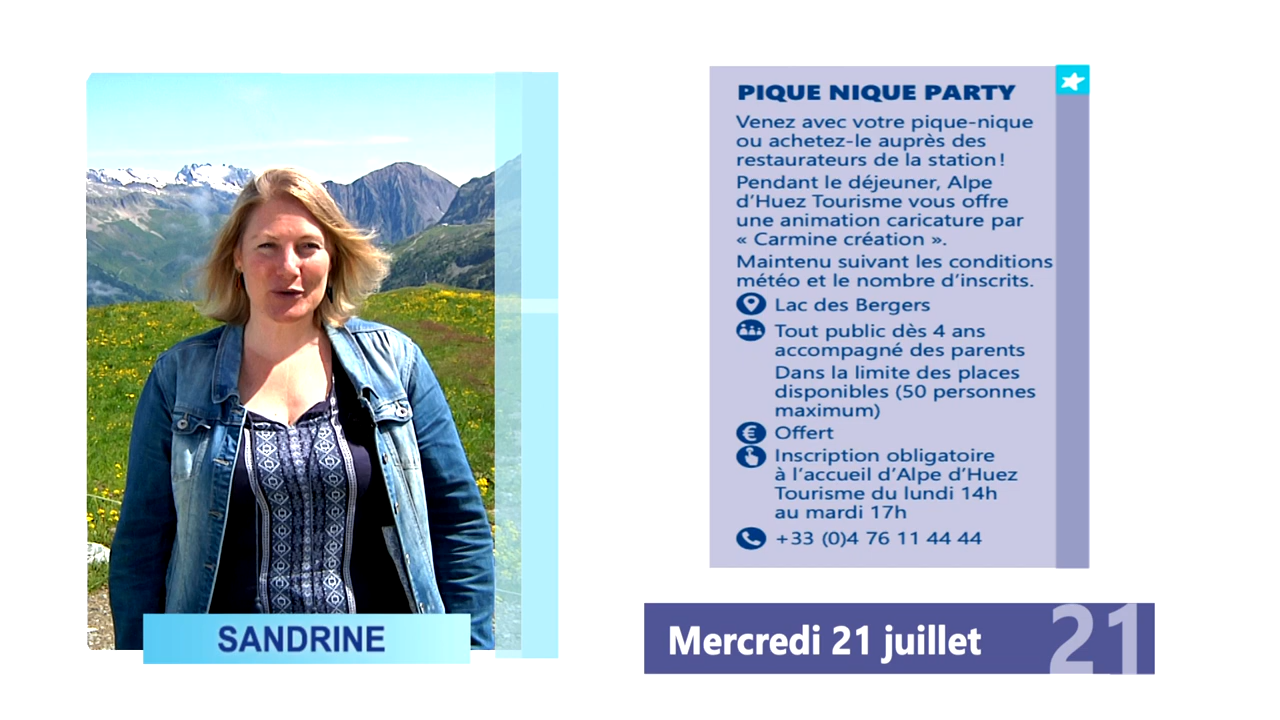 SANDRINE
PIQUE NIQUE PARTY
Venez avec votre pique-nique
ou achetez-le auprès des
restaurateurs de la station !
Pendant le déjeuner, Alpe
d'Huez Tourisme vous offre
une animation caricature par
« Carmine création ».
Maintenu suivant les conditions
météo et le nombre d'inscrits.
Lac des Bergers
Tout public dès 4 ans
accompagné des parents
Dans la limite des places
disponibles (50 personnes
maximum)
Offert
Inscription obligatoire
à l'accueil d'Alpe d'Huez
Tourisme du lundi 14h
au mardi 17h
+33 (0)4 76 11 44 44
Mercredi 21 juillet
21